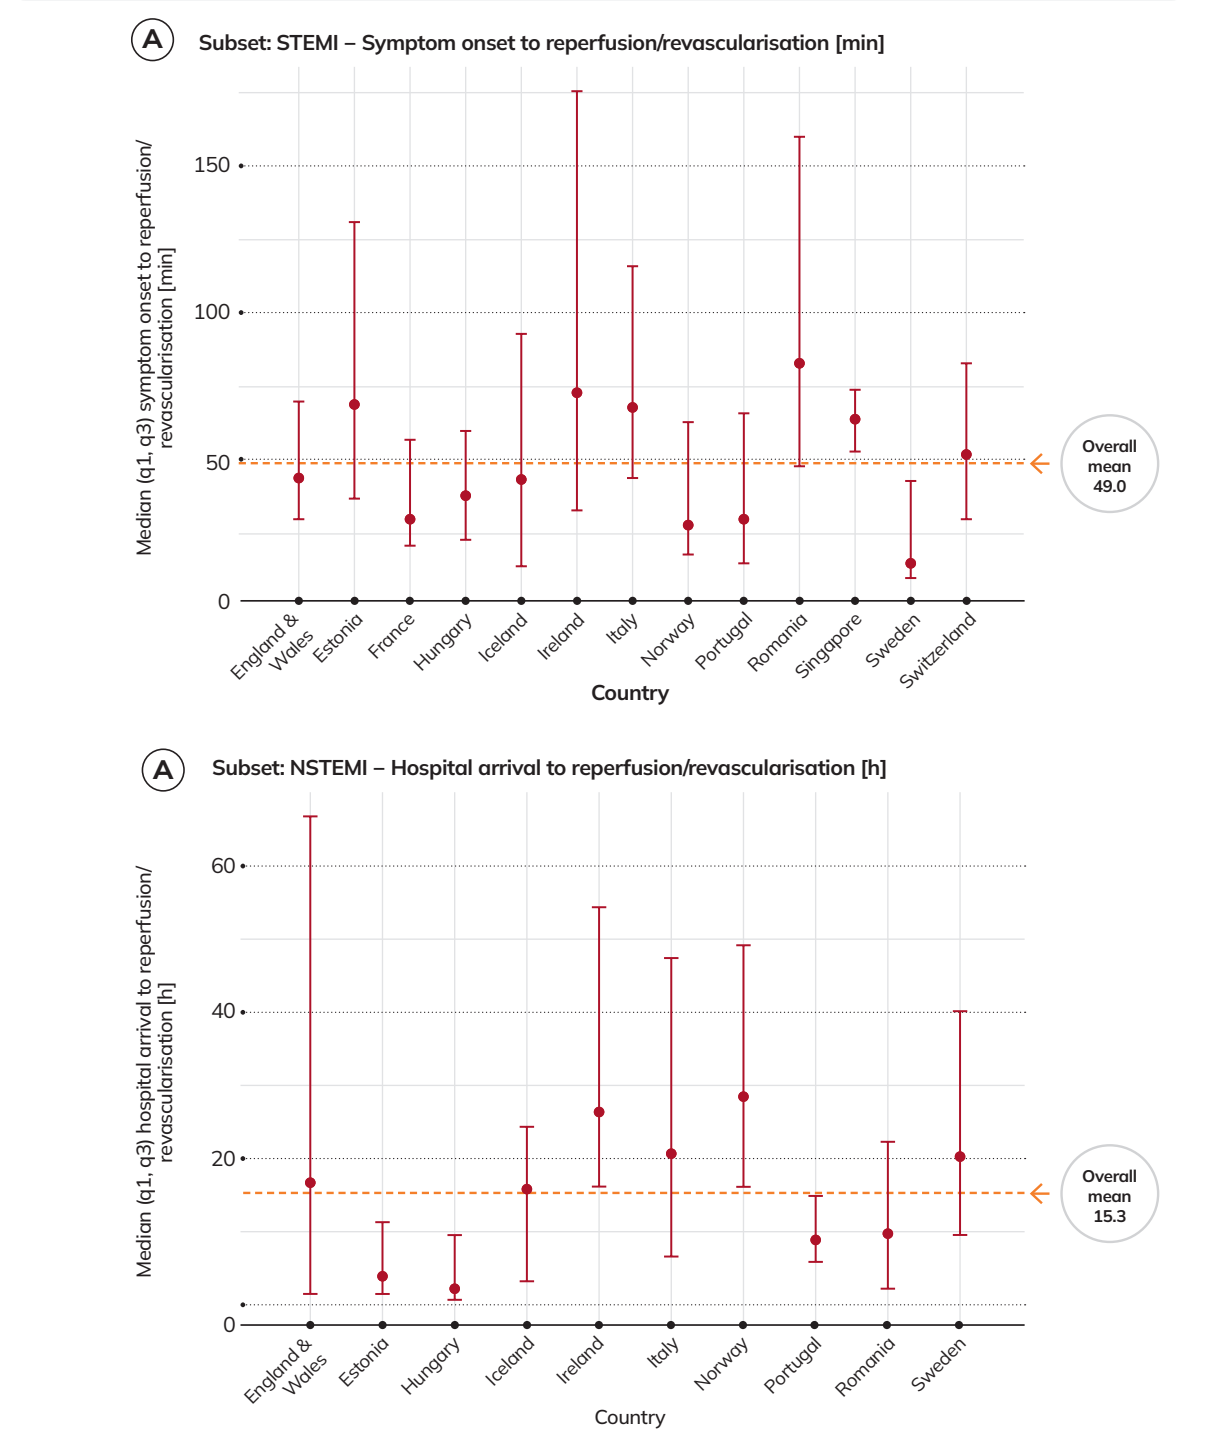 A
Subset: STEMI – Symptom onset to reperfusion/revascularisation [min]
Median (q1, q3) symptom onset to reperfusion/
revascularisation [min]
150
100
50
0
Overall
mean
49.0
England &
Wales
Estonia
France
Hungary
Iceland
Ireland
Italy
Norway
Portugal
Romania
Singapore
Sweden
Switzerland
Country
A
Subset: NSTEMI – Hospital arrival to reperfusion/revascularisation [h]
Median (q1, q3) hospital arrival to reperfusion/
revascularisation [h]
60
40
20
0
Overall
mean
15.3
England &
Wales
Estonia
Hungary
Iceland
Ireland
Italy
Norway
Portugal
Romania
Sweden
Country